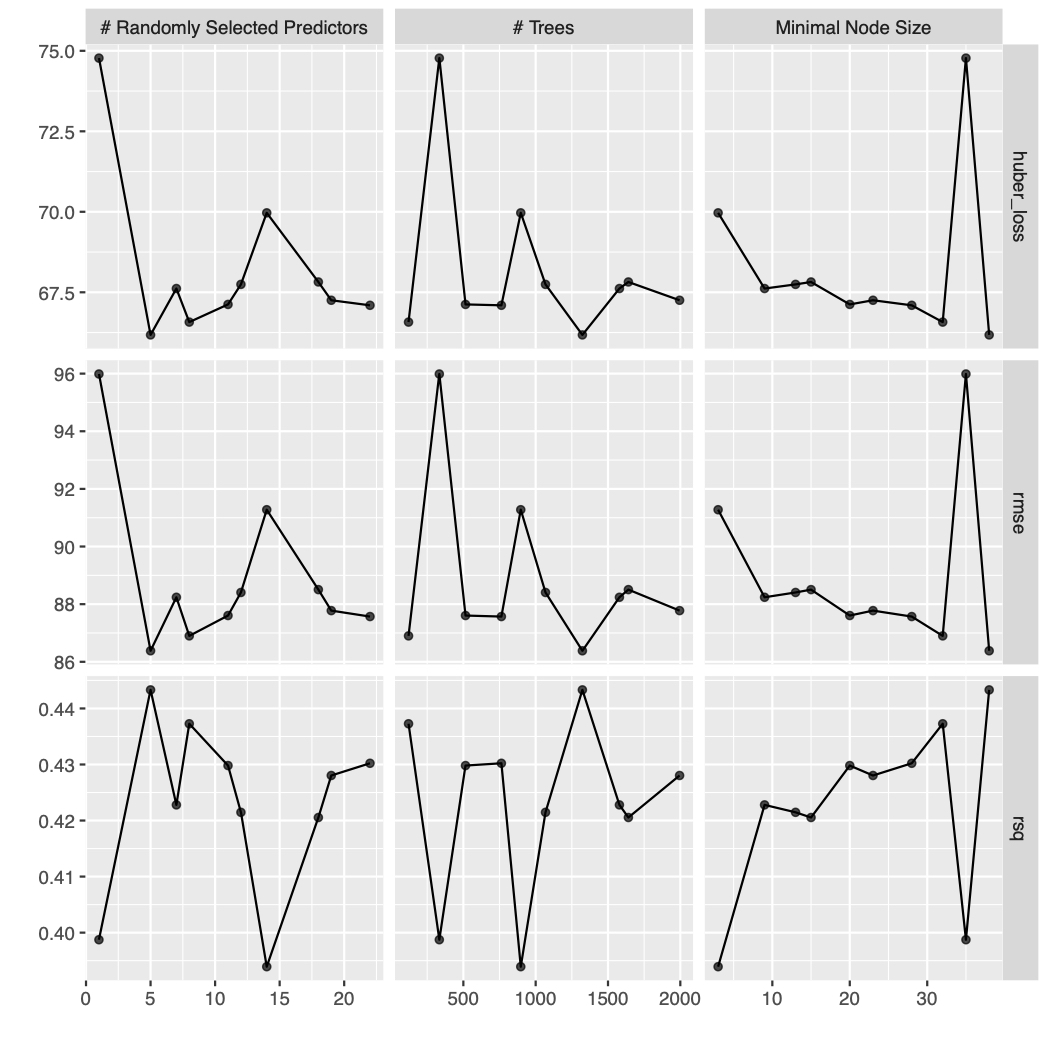 # Randomly Selected Predictors
# Trees
Minimal Node Size
75.0
72.5
70.0
67.5
huber_loss
96
94
92
90
88
86
rmse
0.44
0.43
0.42
0.41
0.40
rsq
0 5 10 15 20
500 1000 1500 2000
10 20 30